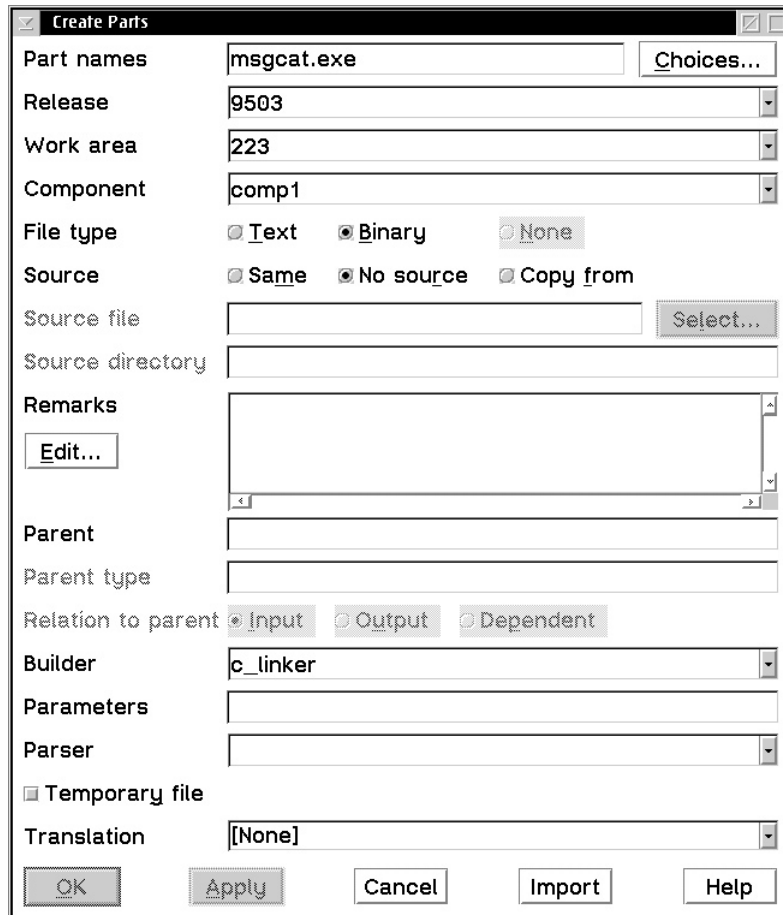 Create Parts
Part names msgcat.exe Choices...
Release 9503
Work area 223
Component comp1
File type Text Binary None
Source Same No source Copy from
Source file Select...
Source directory
Remarks
Edit...
Parent
Parent type
Relation to parent Input Output Dependent
Builder c_linker
Parameters
Parser
Temporary file
Translation [None]
OK Apply Cancel Import Help